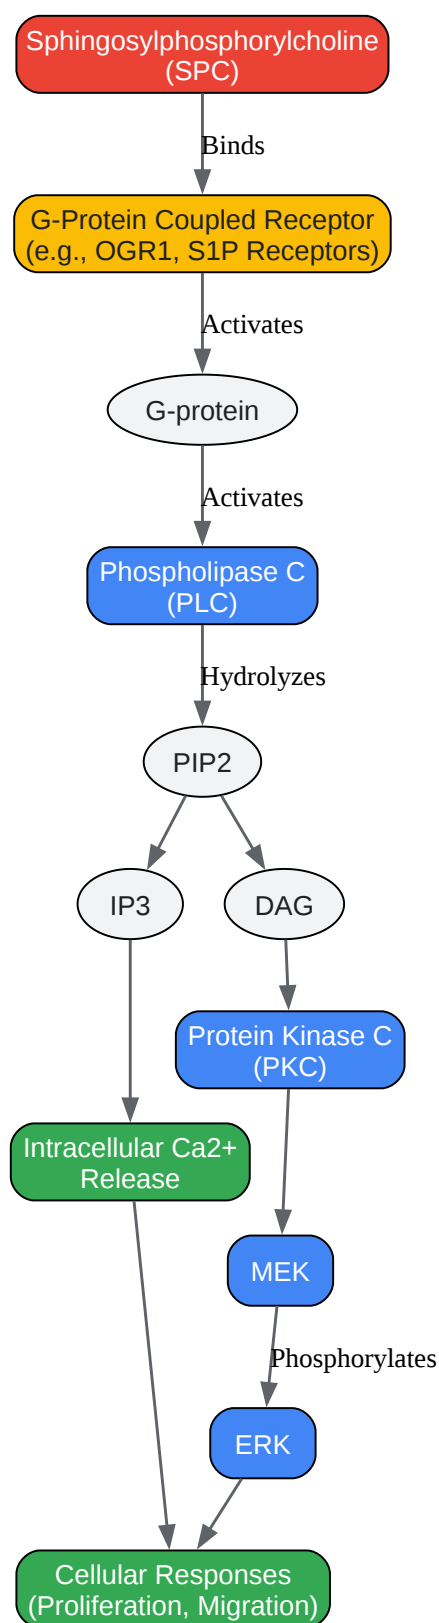 Sphingosylphosphorylcholine
(SPC)
Binds
G-Protein Coupled Receptor
(e.g., OGR1, S1P Receptors)
Activates
G-protein
Activates
Phospholipase C
(PLC)
Hydrolyzes
PIP2
IP3
DAG
Protein Kinase C
(PKC)
Intracellular Ca2+
Release
MEK
Phosphorylates
ERK
Cellular Responses
(Proliferation, Migration)